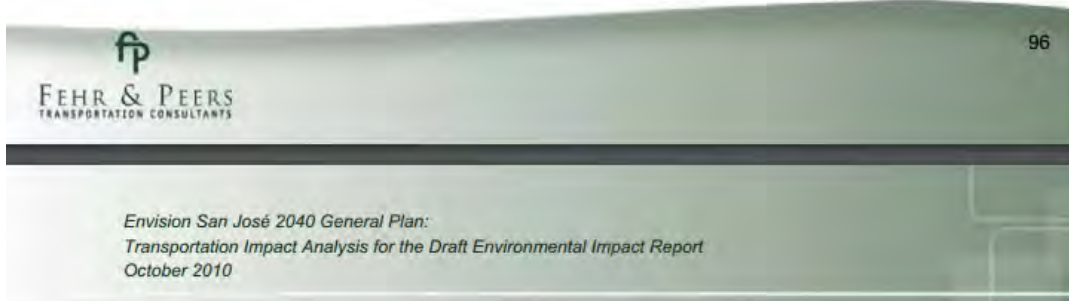 fp
96
FEHR & PEERS
TRANSPORTATION CONSULTANTS
Envision San José 2040 General Plan:
Transportation Impact Analysis for the Draft Environmental Impact Report
October 2010